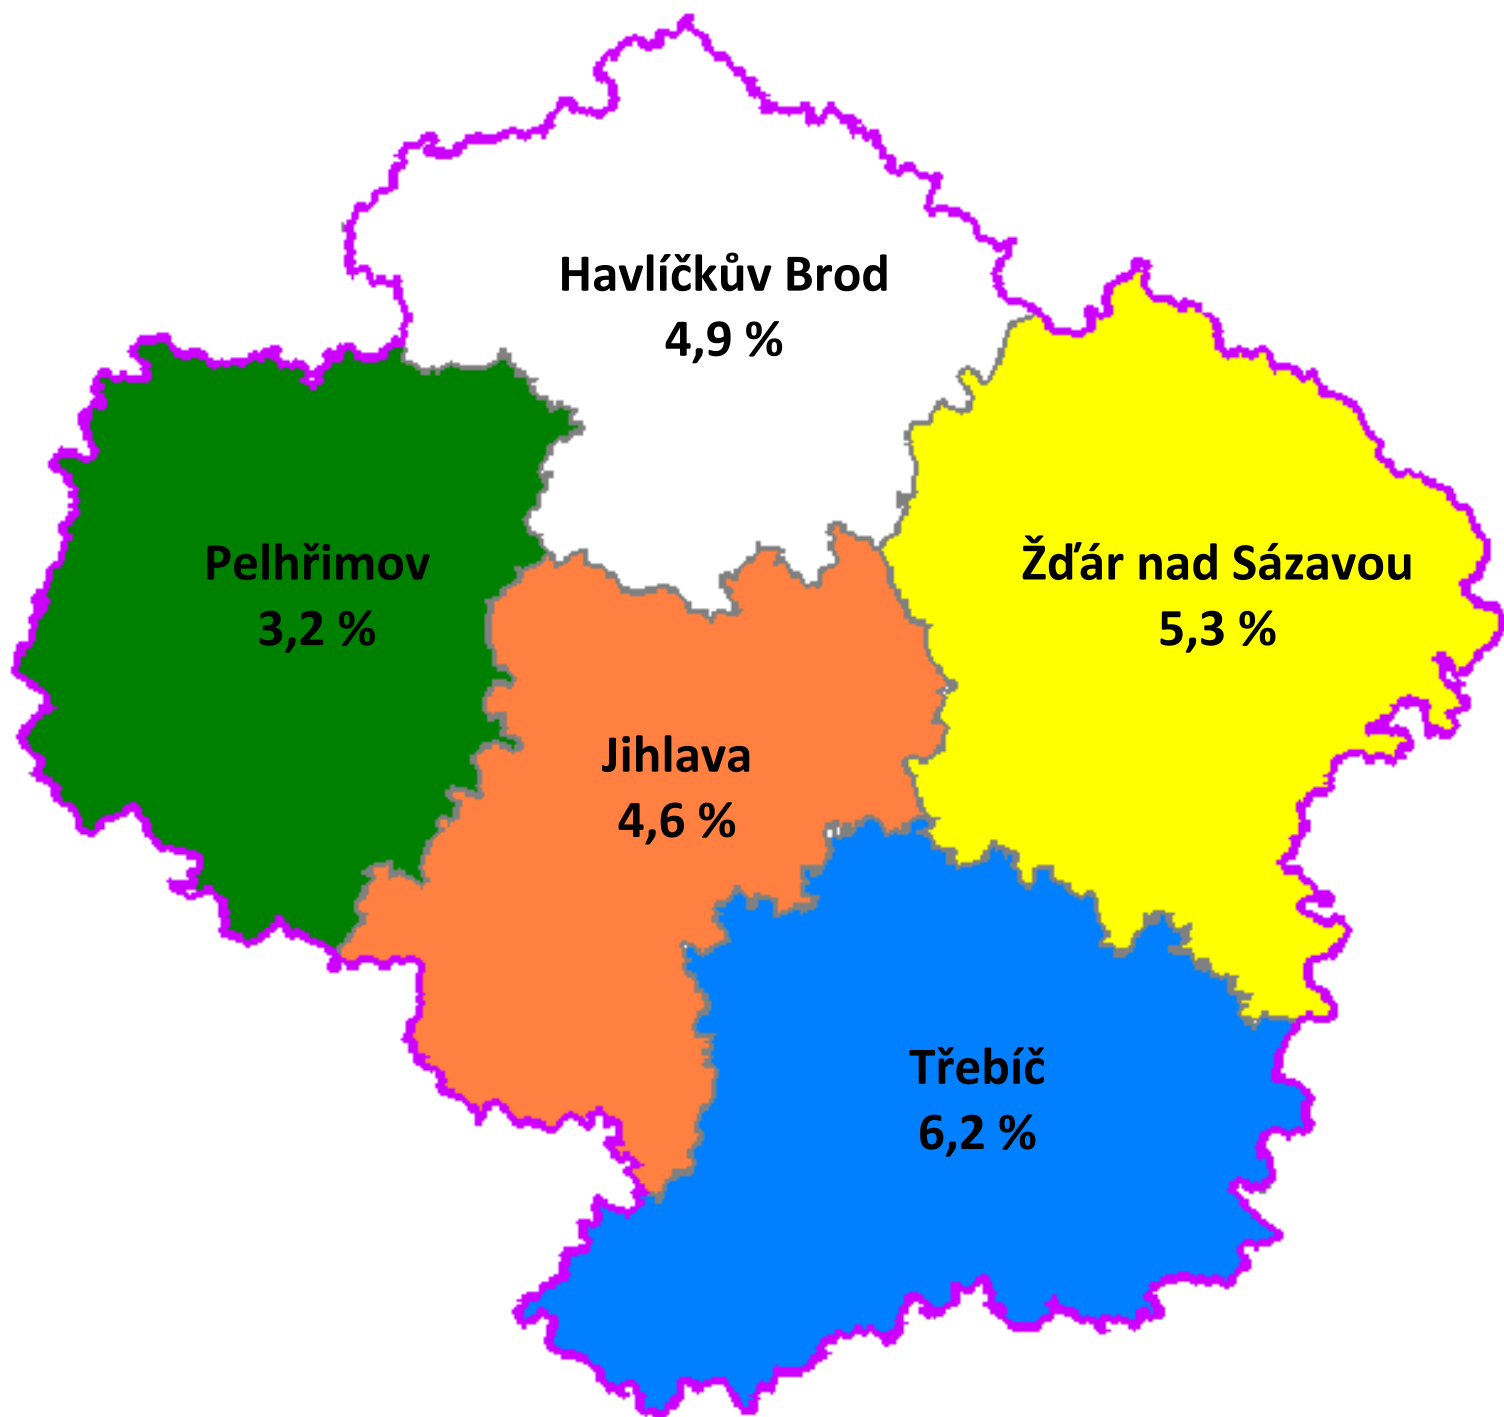 Havlíčkův Brod
4,9 %
Pelhřimov
3,2 %
Žďár nad Sázavou
5,3 %
Jihlava
4,6 %
Třebíč
6,2 %